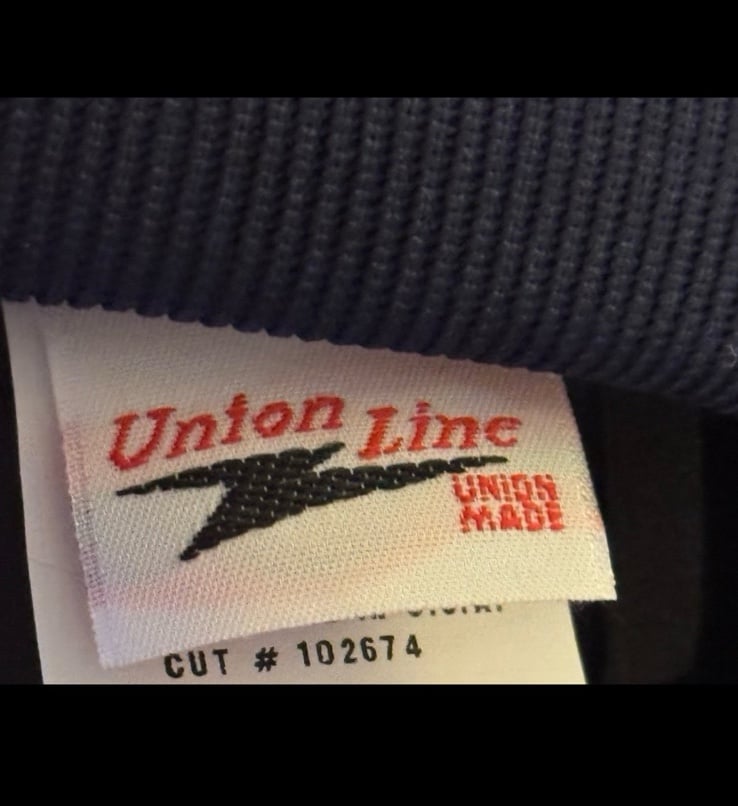 Union Line
UNION
MADE
U.S.A.
CUT # 102674